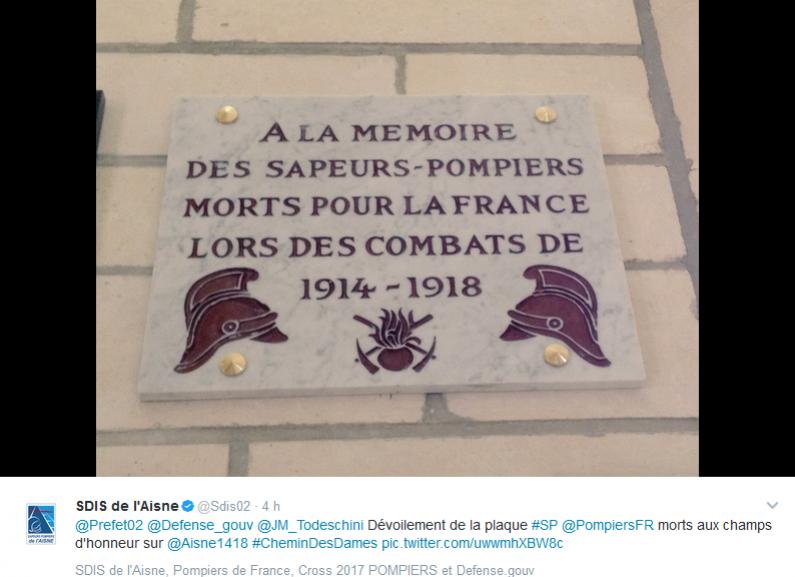 A LA MEMOIRE
DES SAPEURS-POMPIERS
MORTS POUR LA FRANCE
LORS DES COMBATS DE
1914 - 1918
SDIS de l'Aisne @Sdis02 · 4 h
@Prefet02 @Defense_gouv @JM_Todeschini Dévoilement de la plaque #SP @PompiersFR morts aux champs
d'honneur sur @Aisne1418 #CheminDesDames pic.twitter.com/uwwmhXBW8c
SDIS de l'Aisne, Pompiers de France, Cross 2017 POMPIERS et Defense.gouv